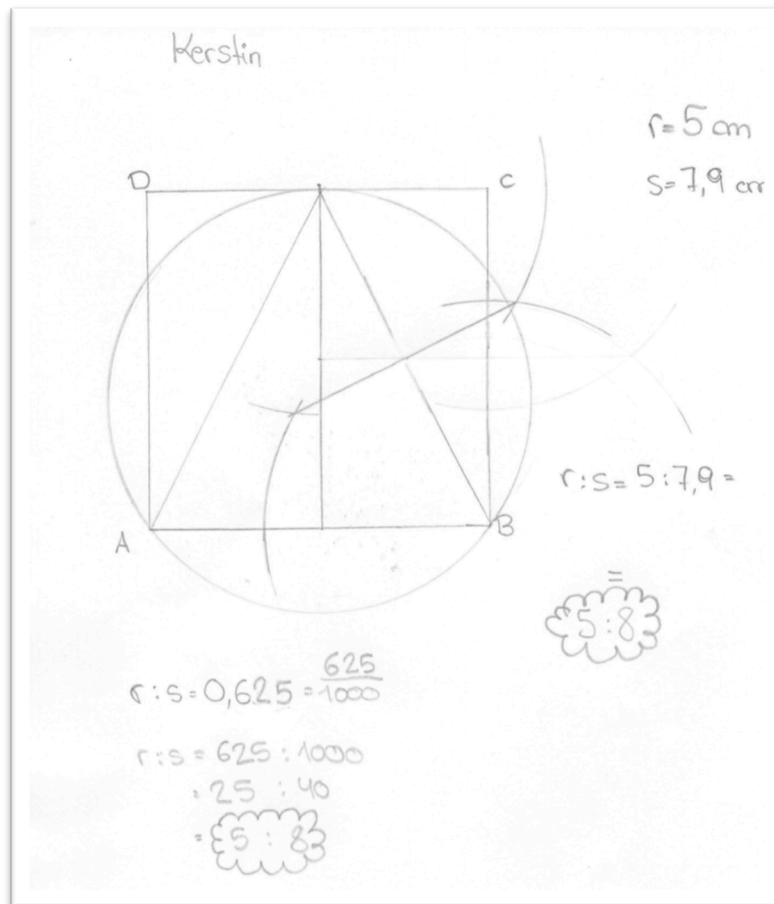 Kerstin
r= 5 cm
s= 7,9 cm
D
C
A
B
r:s= 5:7,9 =
=
5:8
r:s= 0,625 = 625/1000
r:s= 625 : 1000
= 25 : 40
= 5 : 8